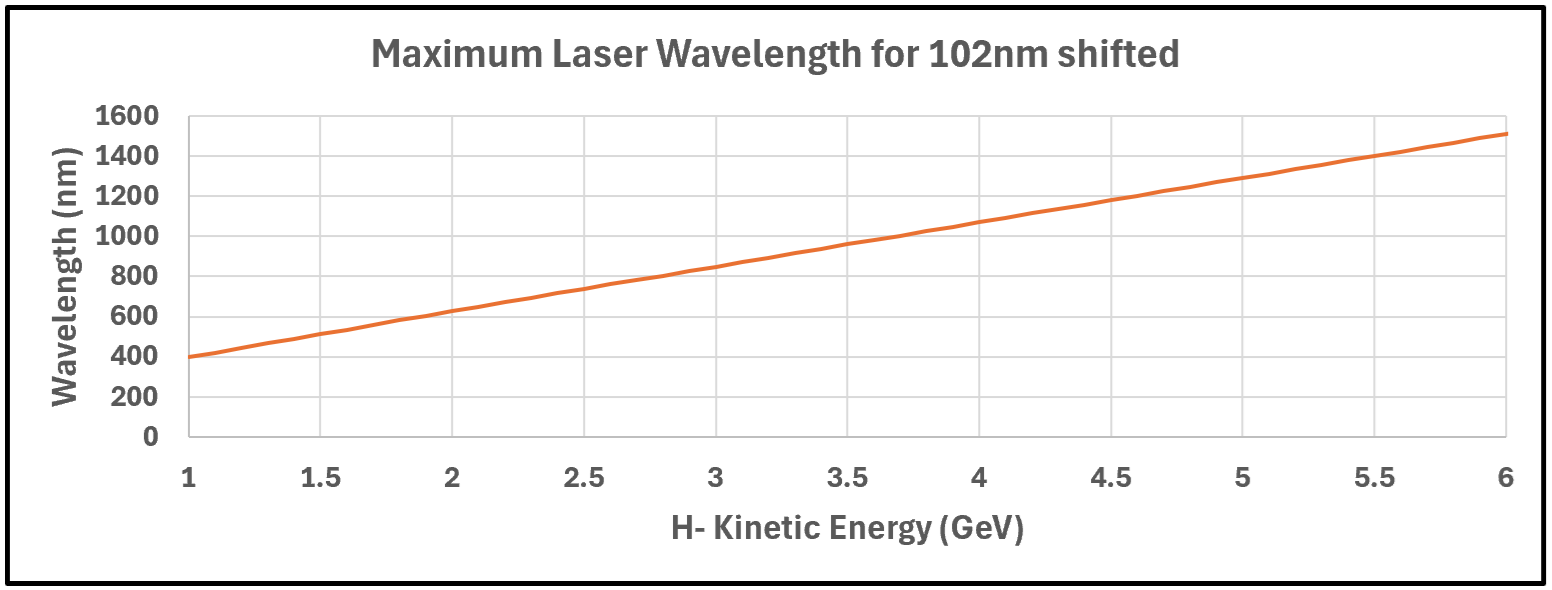 Maximum Laser Wavelength for 102nm shifted
Wavelength (nm)
1600
1400
1200
1000
800
600
400
200
0
1 1.5 2 2.5 3 3.5 4 4.5 5 5.5 6
H- Kinetic Energy (GeV)